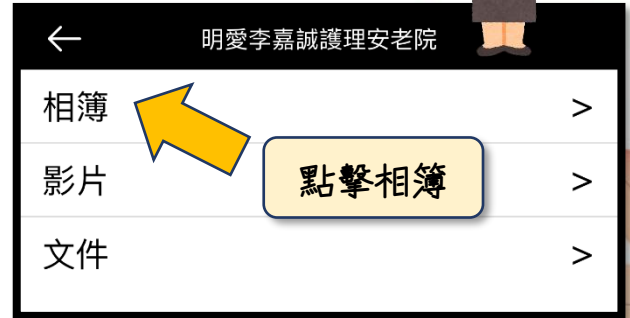 ← 明愛李嘉誠護理安老院
相簿 >
點擊相簿
影片 >
文件 >